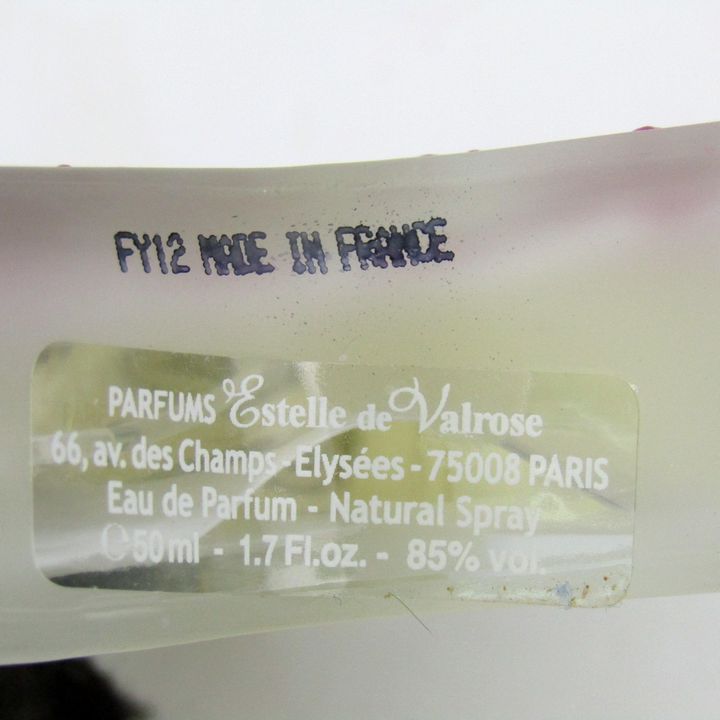 FY12 MADE IN FRANCE
PARFUMS Estelle de Valrose
66, av. des Champs-Elysées - 75008 PARIS
Eau de Parfum - Natural Spray
℮50ml - 1.7 Fl.oz. - 85% vol.